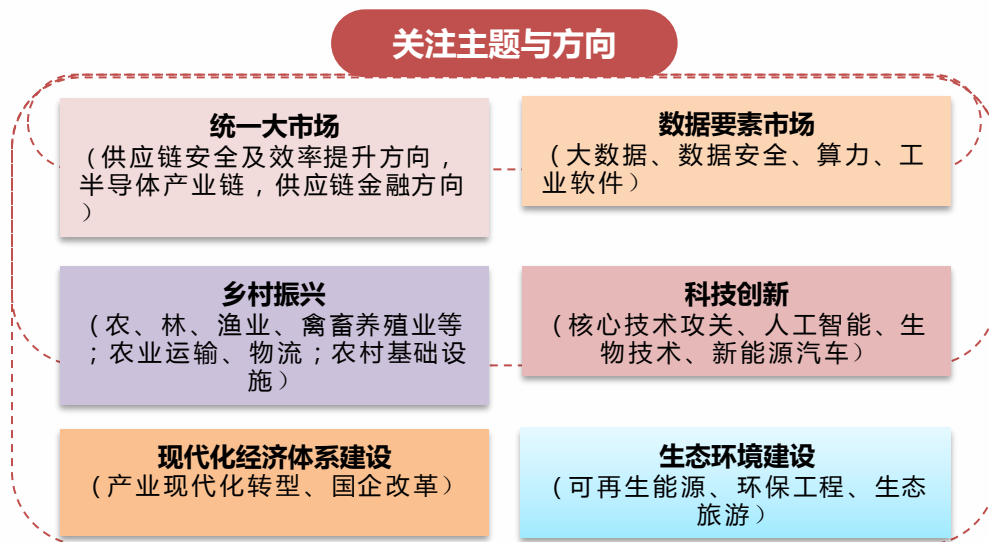 关注主题与方向
统一大市场
（供应链安全及效率提升方向，
半导体产业链，供应链金融方向
）
数据要素市场
（大数据、数据安全、算力、工
业软件）
乡村振兴
（农、林、渔业、禽畜养殖业等
；农业运输、物流；农村基础设
施）
科技创新
（核心技术攻关、人工智能、生
物技术、新能源汽车）
现代化经济体系建设
（产业现代化转型、国企改革）
生态环境建设
（可再生能源、环保工程、生态
旅游）